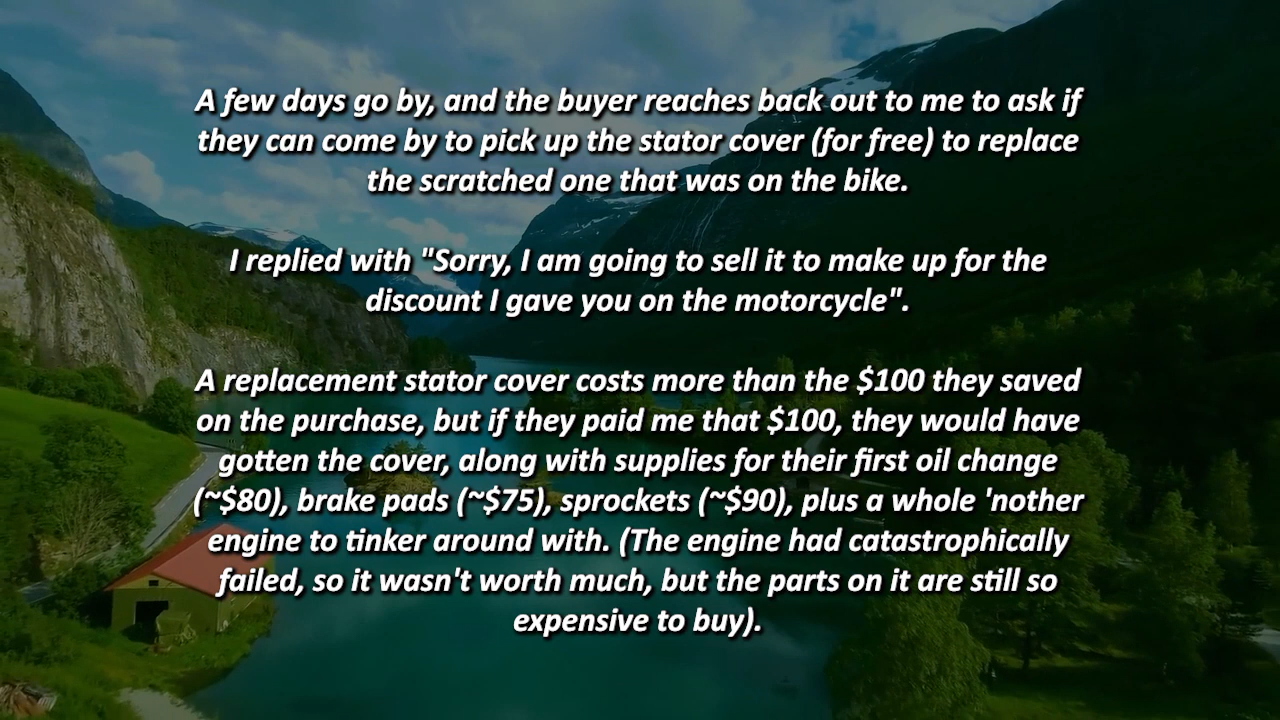 A few days go by, and the buyer reaches back out to me to ask if
they can come by to pick up the stator cover (for free) to replace
the scratched one that was on the bike.
I replied with "Sorry, I am going to sell it to make up for the
discount I gave you on the motorcycle".
A replacement stator cover costs more than the $100 they saved
on the purchase, but if they paid me that $100, they would have
gotten the cover, along with supplies for their first oil change
(~$80), brake pads (~$75), sprockets (~$90), plus a whole 'nother
engine to tinker around with. (The engine had catastrophically
failed, so it wasn't worth much, but the parts on it are still so
expensive to buy).